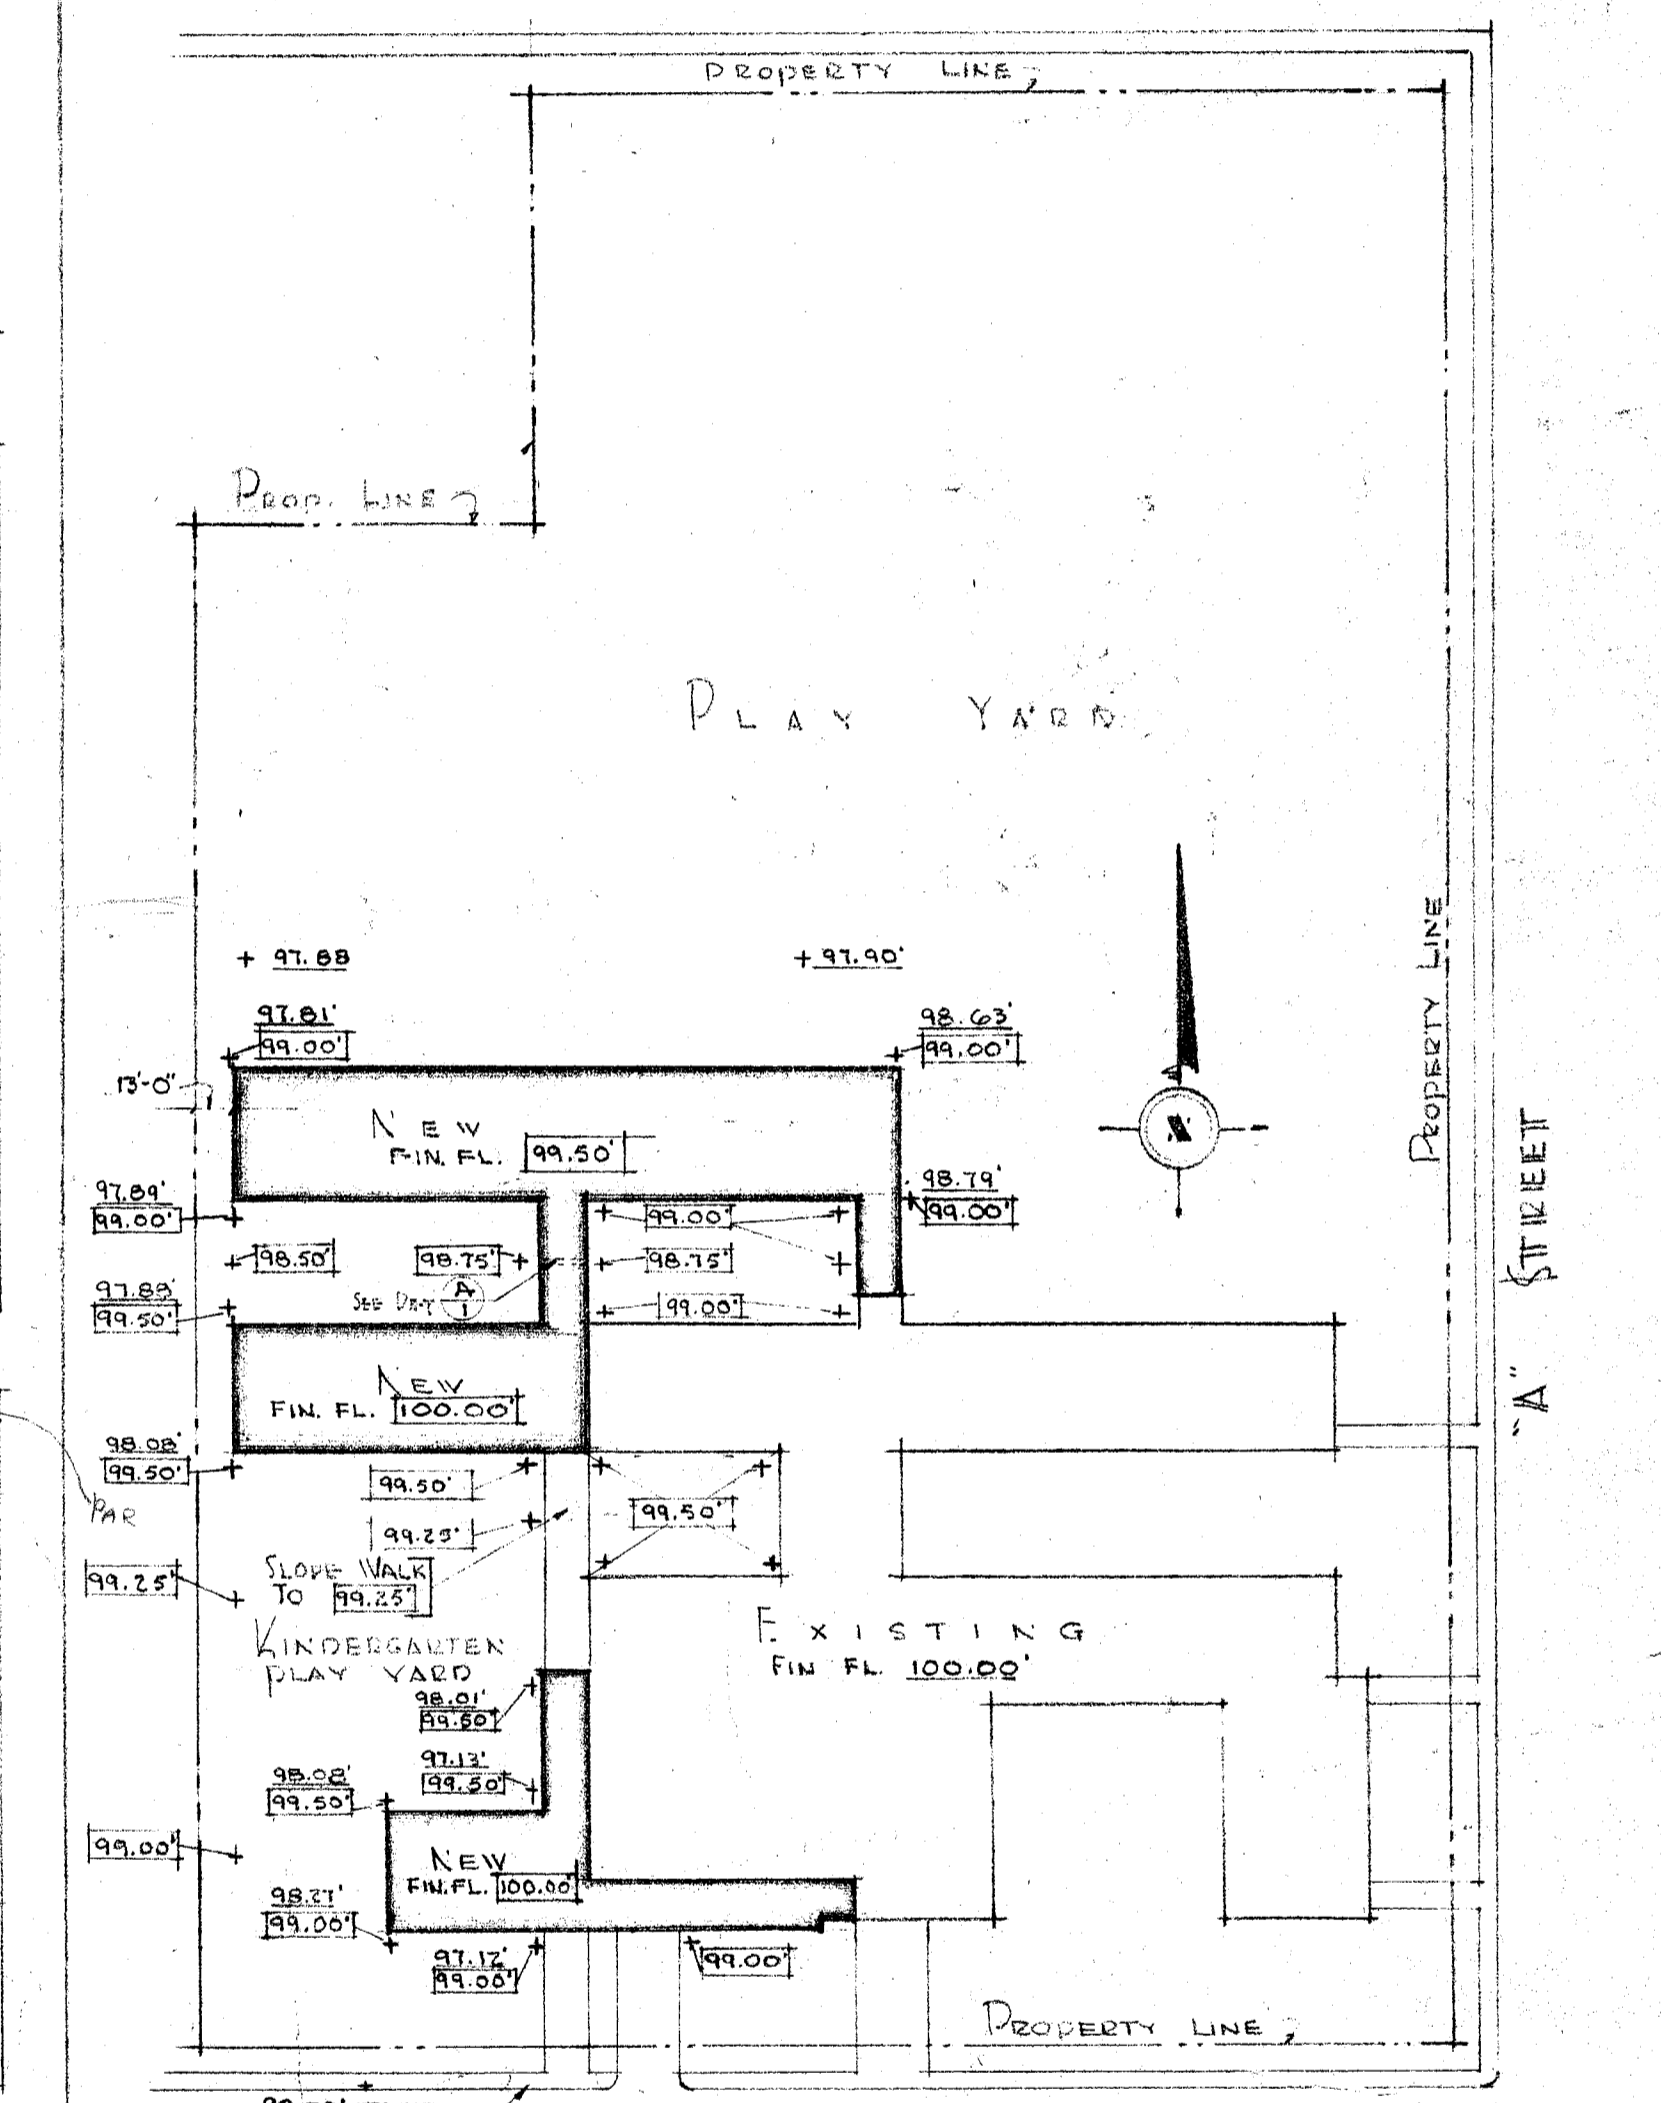 PROPERTY LINE
PROP. LINE
PLAY YARD
97.88
97.90'
97.81'
99.00'
98.63'
99.00'
13'-0"
NEW
FIN. FL. 99.50'
PROPERTY LINE
"A" STREET
97.89'
99.00'
98.79'
99.00'
99.00'
98.50'
98.75'
98.75'
SEE DET A
1
97.88'
99.50'
99.00'
NEW
FIN. FL. 100.00'
98.08'
99.50'
99.50'
99.50'
PAR
99.25'
99.25'
SLOPE WALK
TO 99.25'
KINDERGARTEN
PLAY YARD
EXISTING
FIN FL. 100.00'
98.01'
99.50'
97.13'
99.50'
98.08'
99.50'
99.00'
NEW
FIN. FL. 100.00'
98.27'
99.00'
97.12'
99.00'
99.00'
PROPERTY LINE